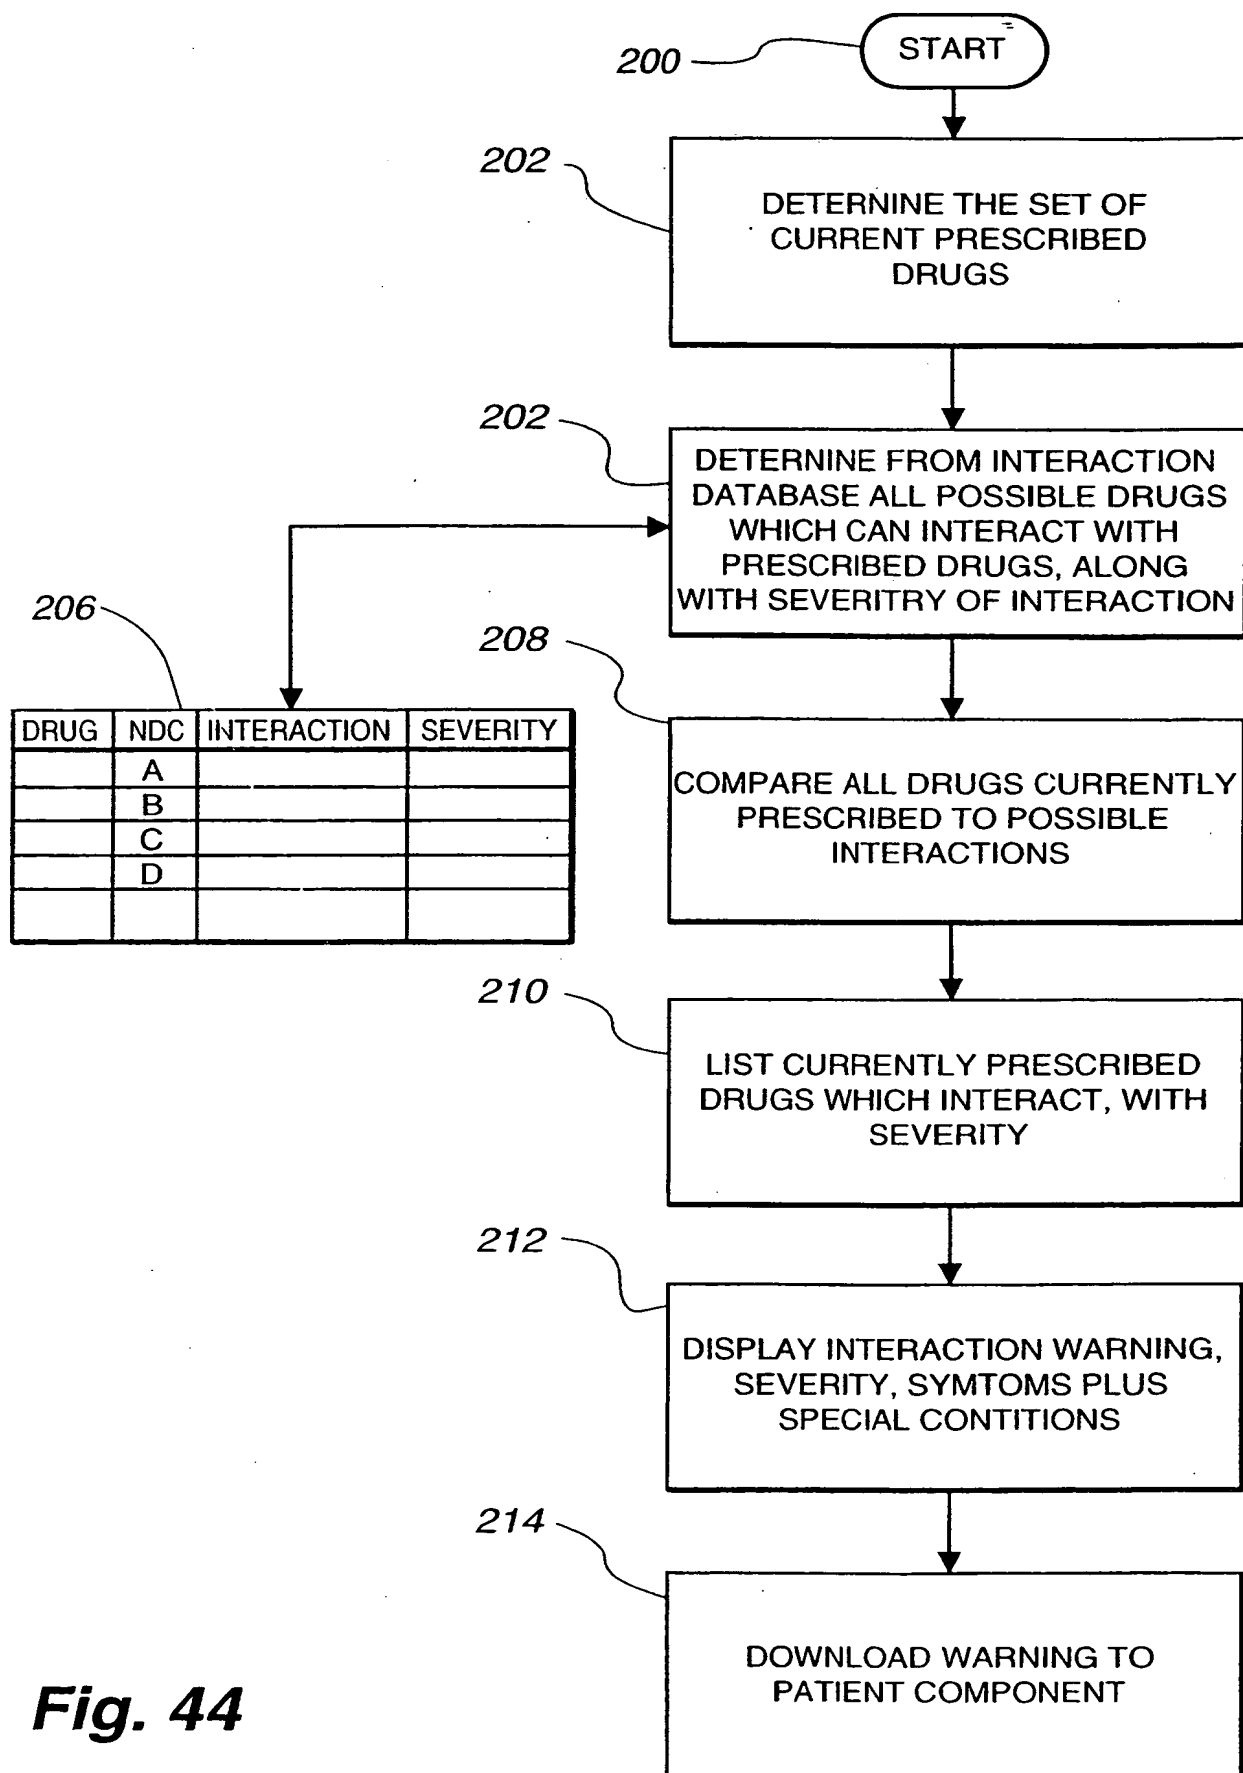 200
START
202
DETERNINE THE SET OF
CURRENT PRESCRIBED
DRUGS
202
DETERNINE FROM INTERACTION
DATABASE ALL POSSIBLE DRUGS
WHICH CAN INTERACT WITH
PRESCRIBED DRUGS, ALONG
WITH SEVERITRY OF INTERACTION
206
DRUG NDC INTERACTION SEVERITY
A
B
C
D
208
COMPARE ALL DRUGS CURRENTLY
PRESCRIBED TO POSSIBLE
INTERACTIONS
210
LIST CURRENTLY PRESCRIBED
DRUGS WHICH INTERACT, WITH
SEVERITY
212
DISPLAY INTERACTION WARNING,
SEVERITY, SYMTOMS PLUS
SPECIAL CONTITIONS
214
DOWNLOAD WARNING TO
PATIENT COMPONENT
Fig. 44